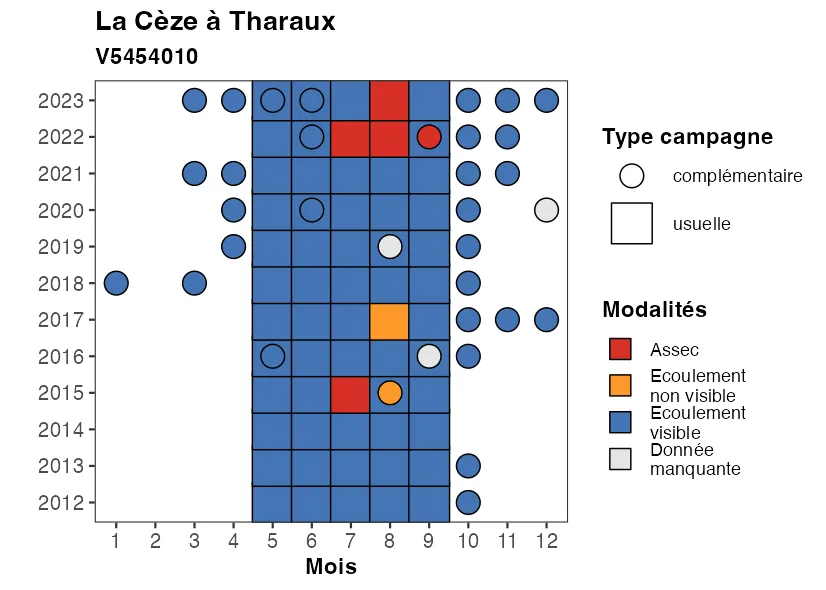 La Cèze à Tharaux
V5454010
2023
2022
2021
2020
2019
2018
2017
2016
2015
2014
2013
2012
1 2 3 4 5 6 7 8 9 10 11 12
Mois
Type campagne
complémentaire
usuelle
Modalités
Assec
Ecoulement
non visible
Ecoulement
visible
Donnée
manquante